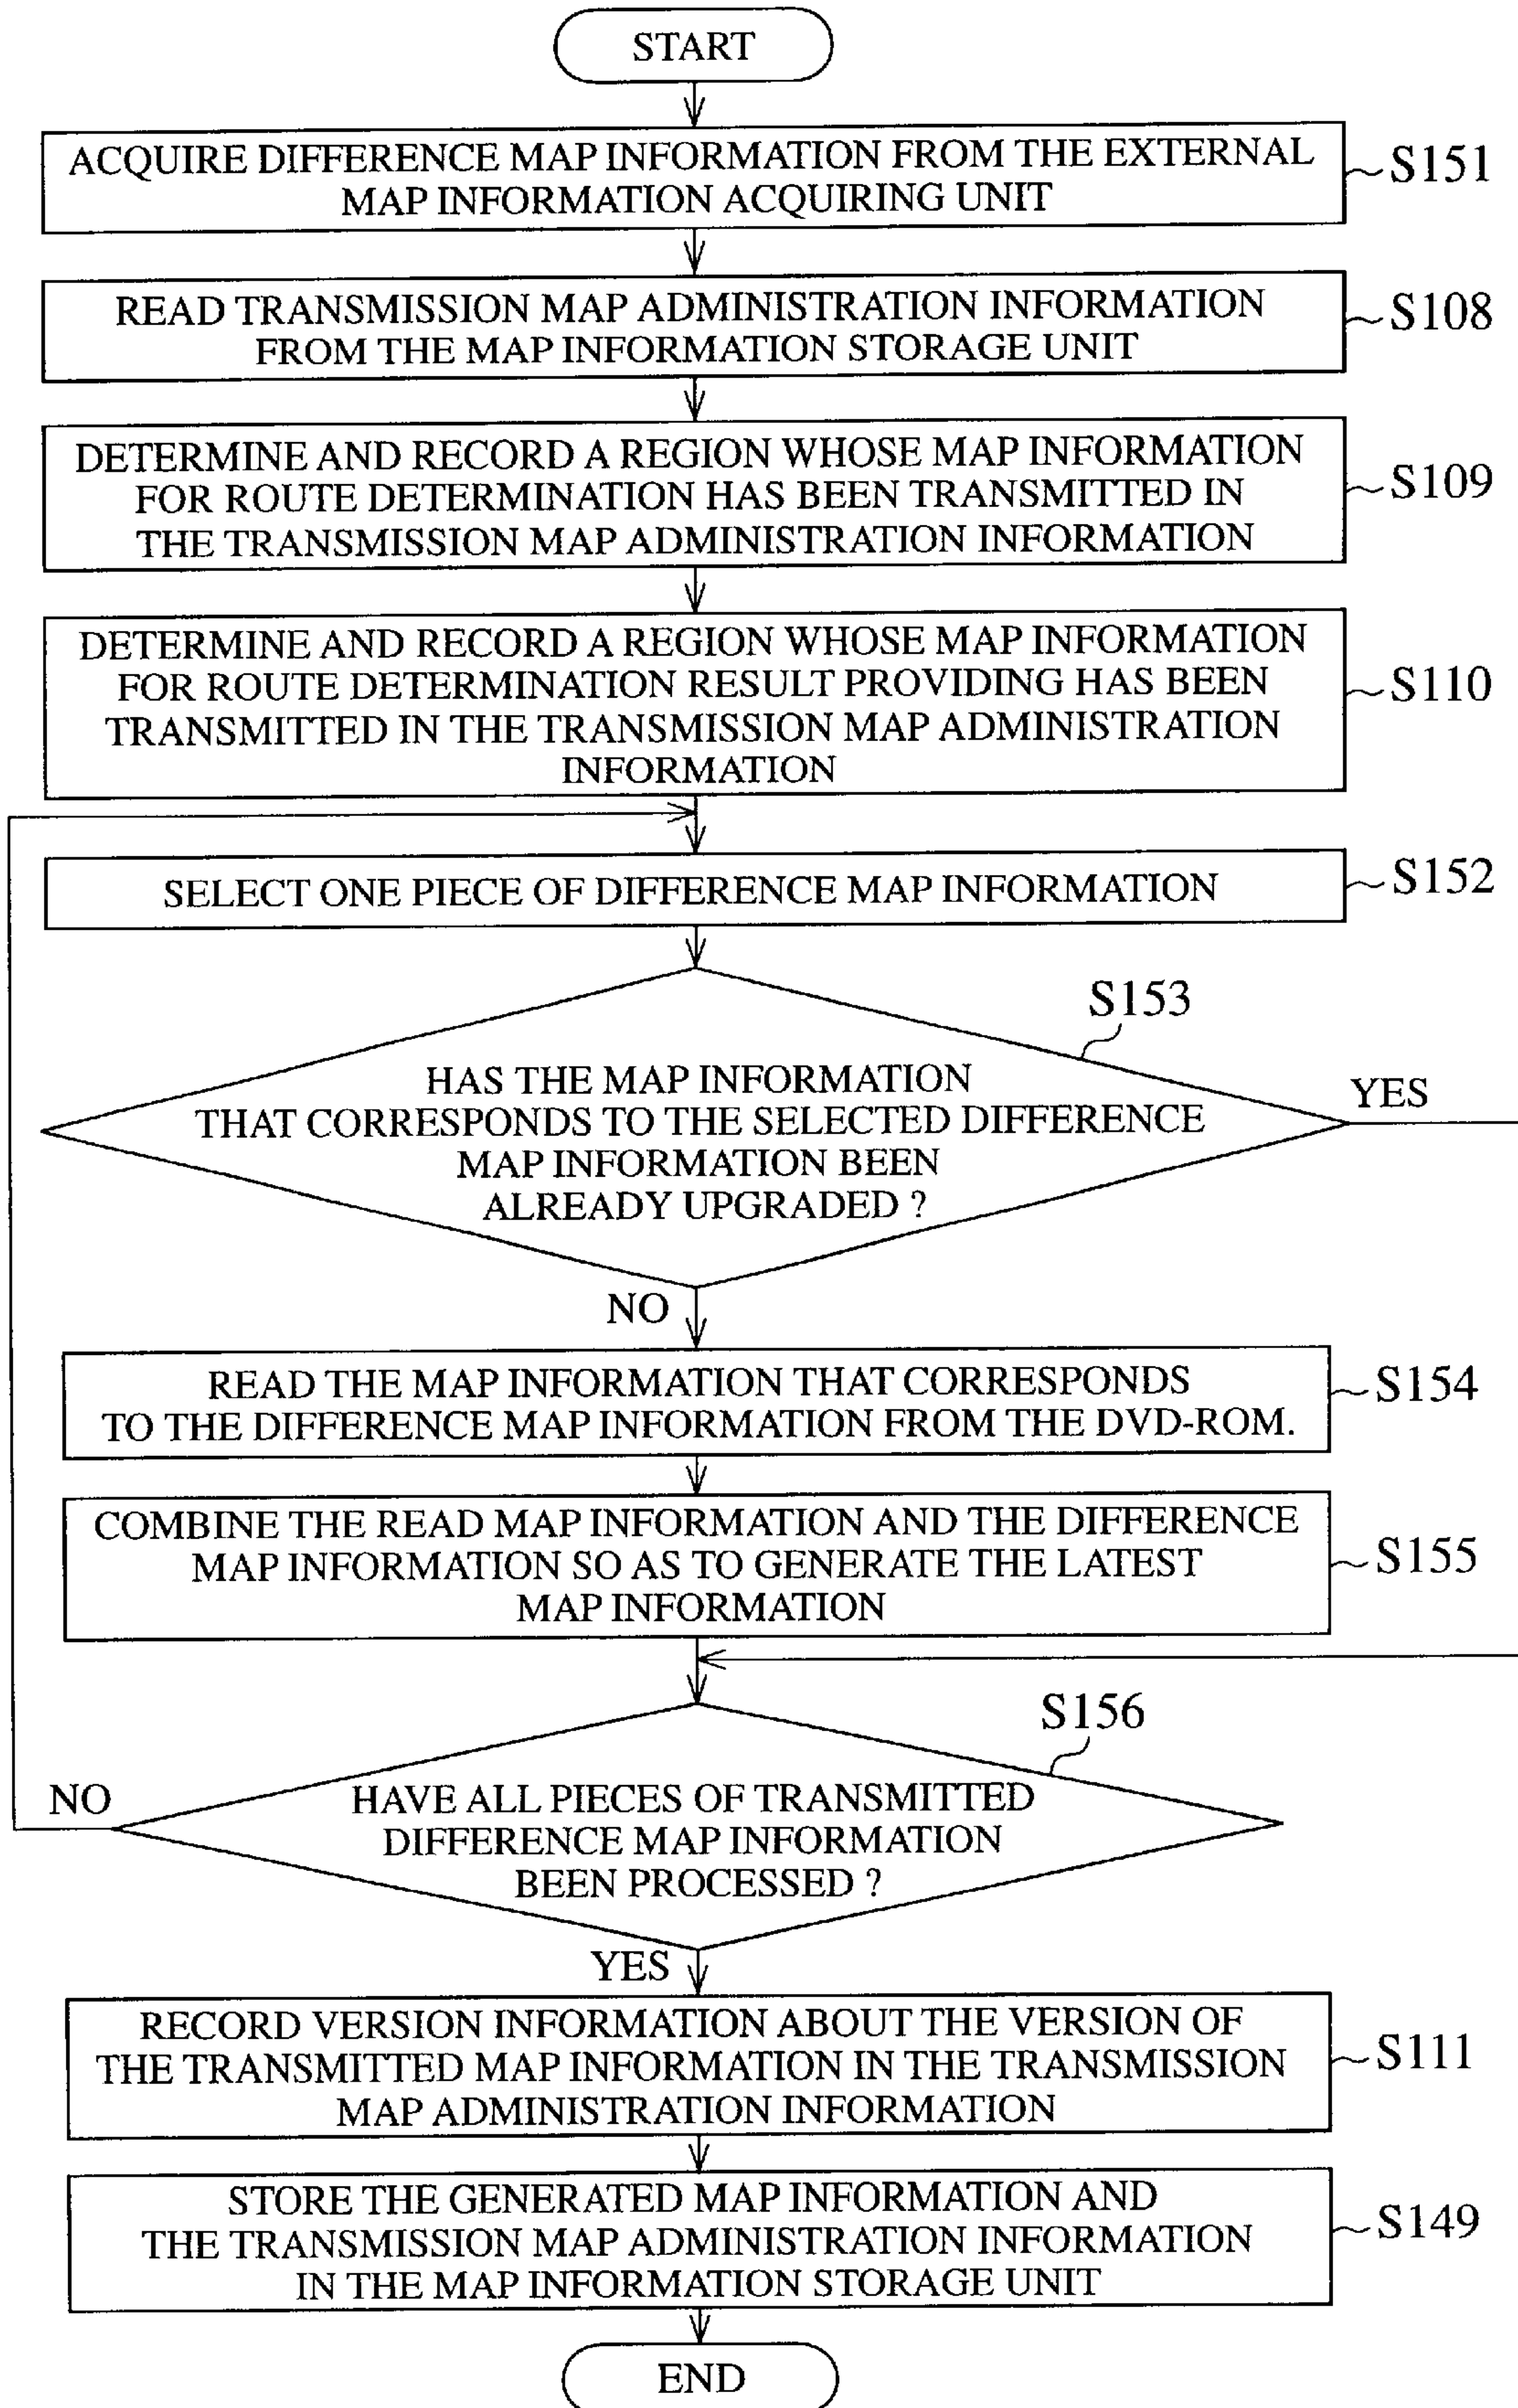 START
ACQUIRE DIFFERENCE MAP INFORMATION FROM THE EXTERNAL
MAP INFORMATION ACQUIRING UNIT
S151
READ TRANSMISSION MAP ADMINISTRATION INFORMATION
FROM THE MAP INFORMATION STORAGE UNIT
S108
DETERMINE AND RECORD A REGION WHOSE MAP INFORMATION
FOR ROUTE DETERMINATION HAS BEEN TRANSMITTED IN
THE TRANSMISSION MAP ADMINISTRATION INFORMATION
S109
DETERMINE AND RECORD A REGION WHOSE MAP INFORMATION
FOR ROUTE DETERMINATION RESULT PROVIDING HAS BEEN
TRANSMITTED IN THE TRANSMISSION MAP ADMINISTRATION
INFORMATION
S110
SELECT ONE PIECE OF DIFFERENCE MAP INFORMATION
S152
S153
HAS THE MAP INFORMATION
THAT CORRESPONDS TO THE SELECTED DIFFERENCE
MAP INFORMATION BEEN
ALREADY UPGRADED ?
YES
NO
READ THE MAP INFORMATION THAT CORRESPONDS
TO THE DIFFERENCE MAP INFORMATION FROM THE DVD-ROM.
S154
COMBINE THE READ MAP INFORMATION AND THE DIFFERENCE
MAP INFORMATION SO AS TO GENERATE THE LATEST
MAP INFORMATION
S155
S156
HAVE ALL PIECES OF TRANSMITTED
DIFFERENCE MAP INFORMATION
BEEN PROCESSED ?
NO
YES
RECORD VERSION INFORMATION ABOUT THE VERSION OF
THE TRANSMITTED MAP INFORMATION IN THE TRANSMISSION
MAP ADMINISTRATION INFORMATION
S111
STORE THE GENERATED MAP INFORMATION AND
THE TRANSMISSION MAP ADMINISTRATION INFORMATION
IN THE MAP INFORMATION STORAGE UNIT
S149
END